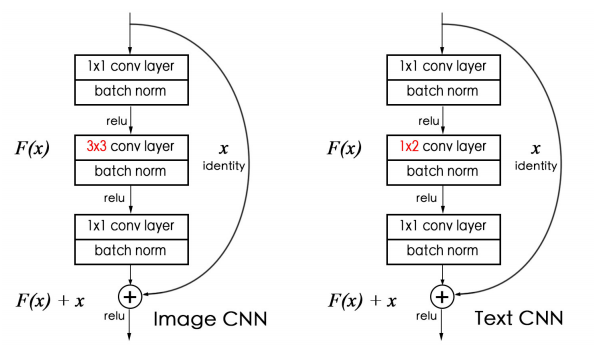 1x1 conv layer
batch norm
relu
F(x)
3x3 conv layer
batch norm
x
identity
relu
1x1 conv layer
batch norm
F(x) + x
+
relu
Image CNN
1x1 conv layer
batch norm
relu
F(x)
1x2 conv layer
batch norm
x
identity
relu
1x1 conv layer
batch norm
F(x) + x
+
relu
Text CNN